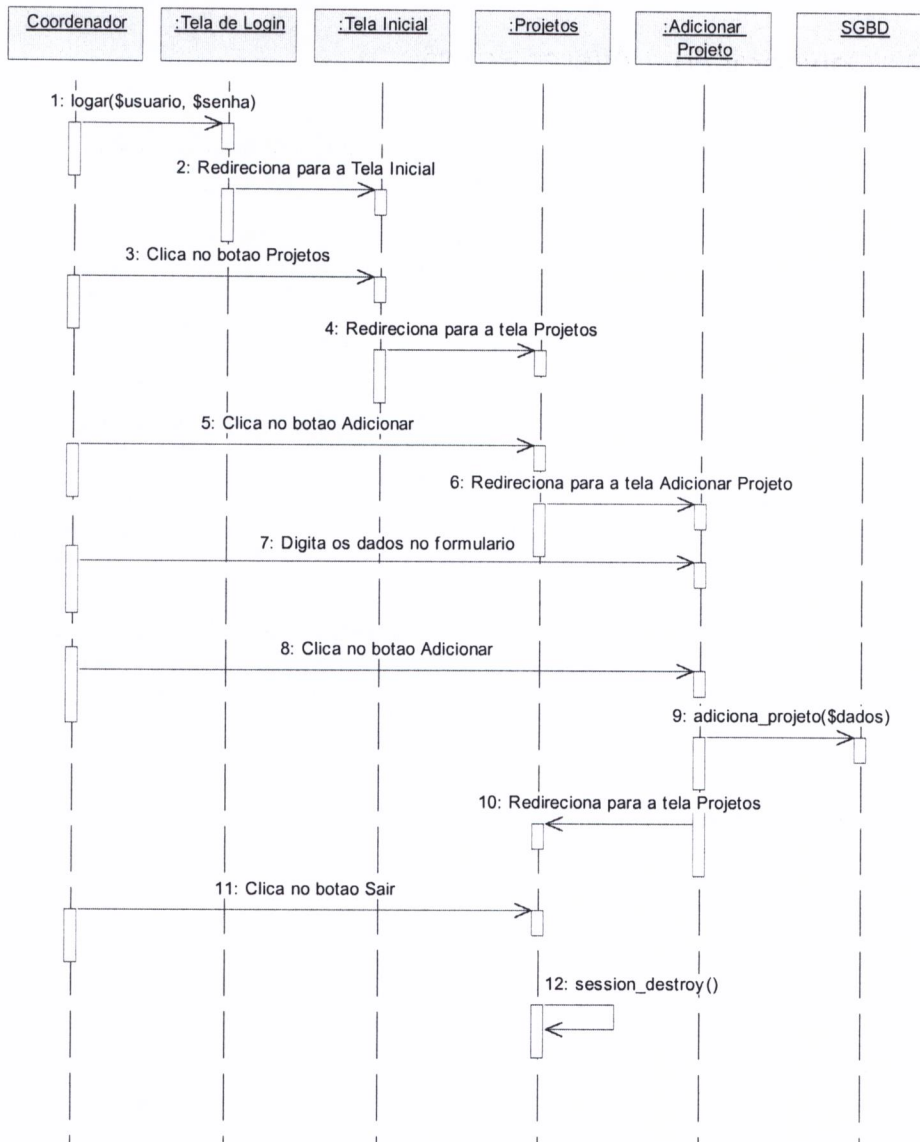 Coordenador
:Tela de Login
:Tela Inicial
:Projetos
:Adicionar
Projeto
SGBD
1: logar($usuario, $senha)
2: Redireciona para a Tela Inicial
3: Clica no botao Projetos
4: Redireciona para a tela Projetos
5: Clica no botao Adicionar
6: Redireciona para a tela Adicionar Projeto
7: Digita os dados no formulario
8: Clica no botão Adicionar
9: adiciona_projeto($dados)
10: Redireciona para a tela Projetos
11: Clica no botao Sair
12: session_destroy()